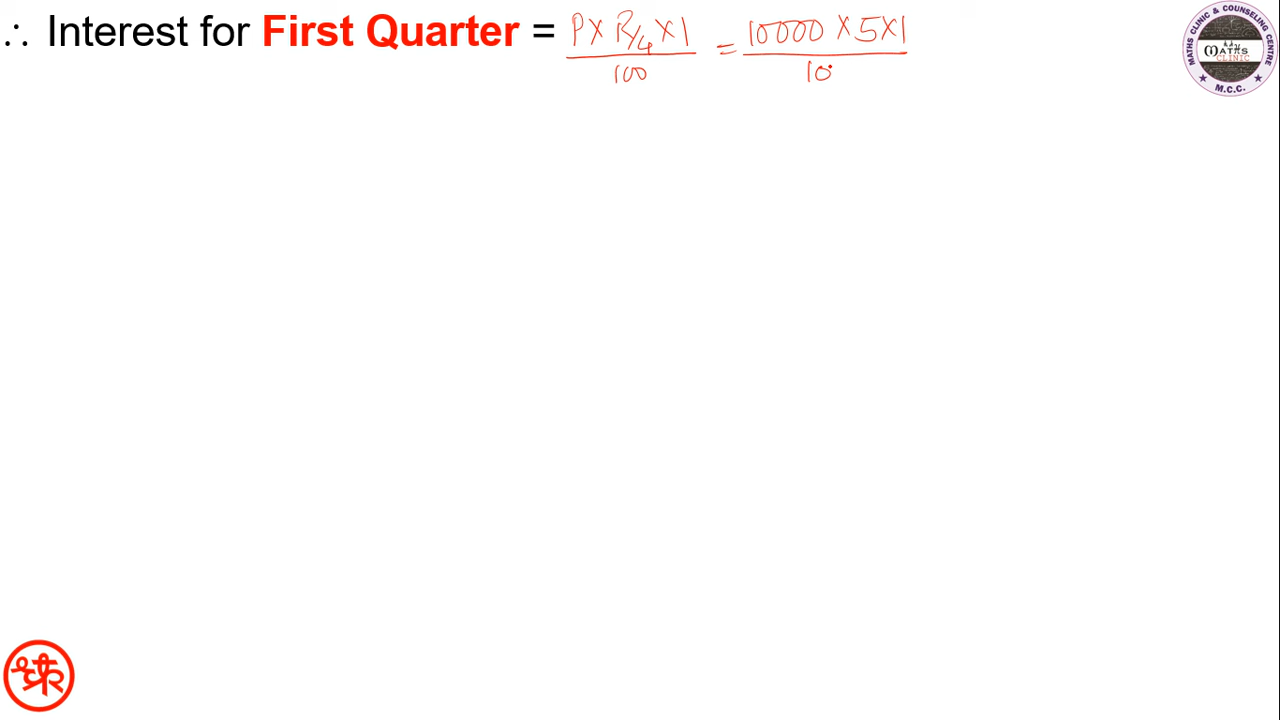 ∴ Interest for First Quarter = P X R/4 X 1 / 100 = 10000 X 5 X 1 / 10
MATHS CLINIC & COUNSELING CENTRE
MATHS
CLINIC
M.C.C.
श्री